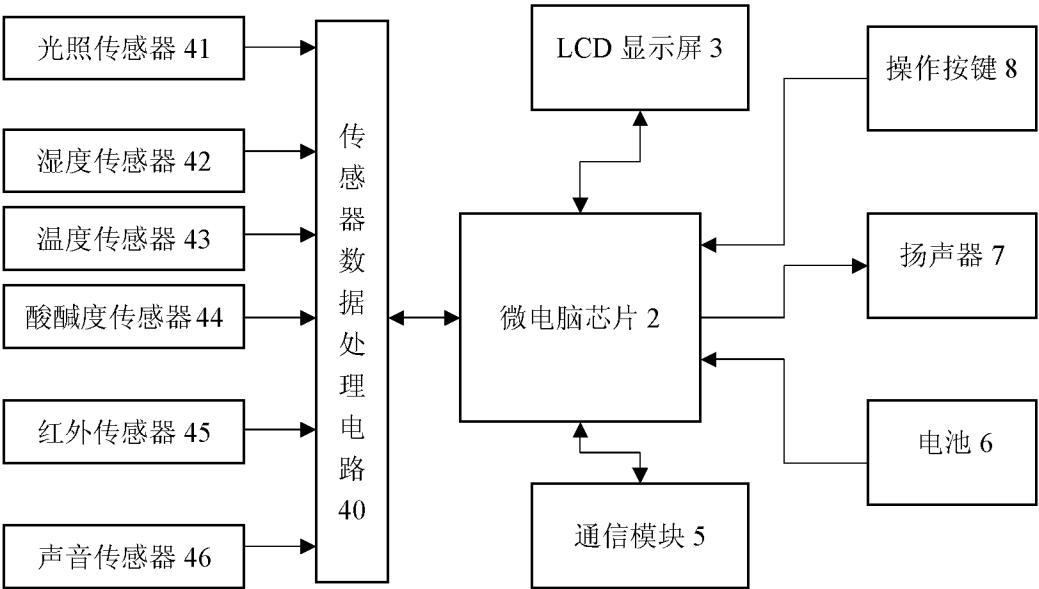 光照传感器 41
湿度传感器 42
温度传感器 43
酸碱度传感器 44
红外传感器 45
声音传感器 46
传感器数据处理电路 40
LCD 显示屏 3
微电脑芯片 2
通信模块 5
操作按键 8
扬声器 7
电池 6